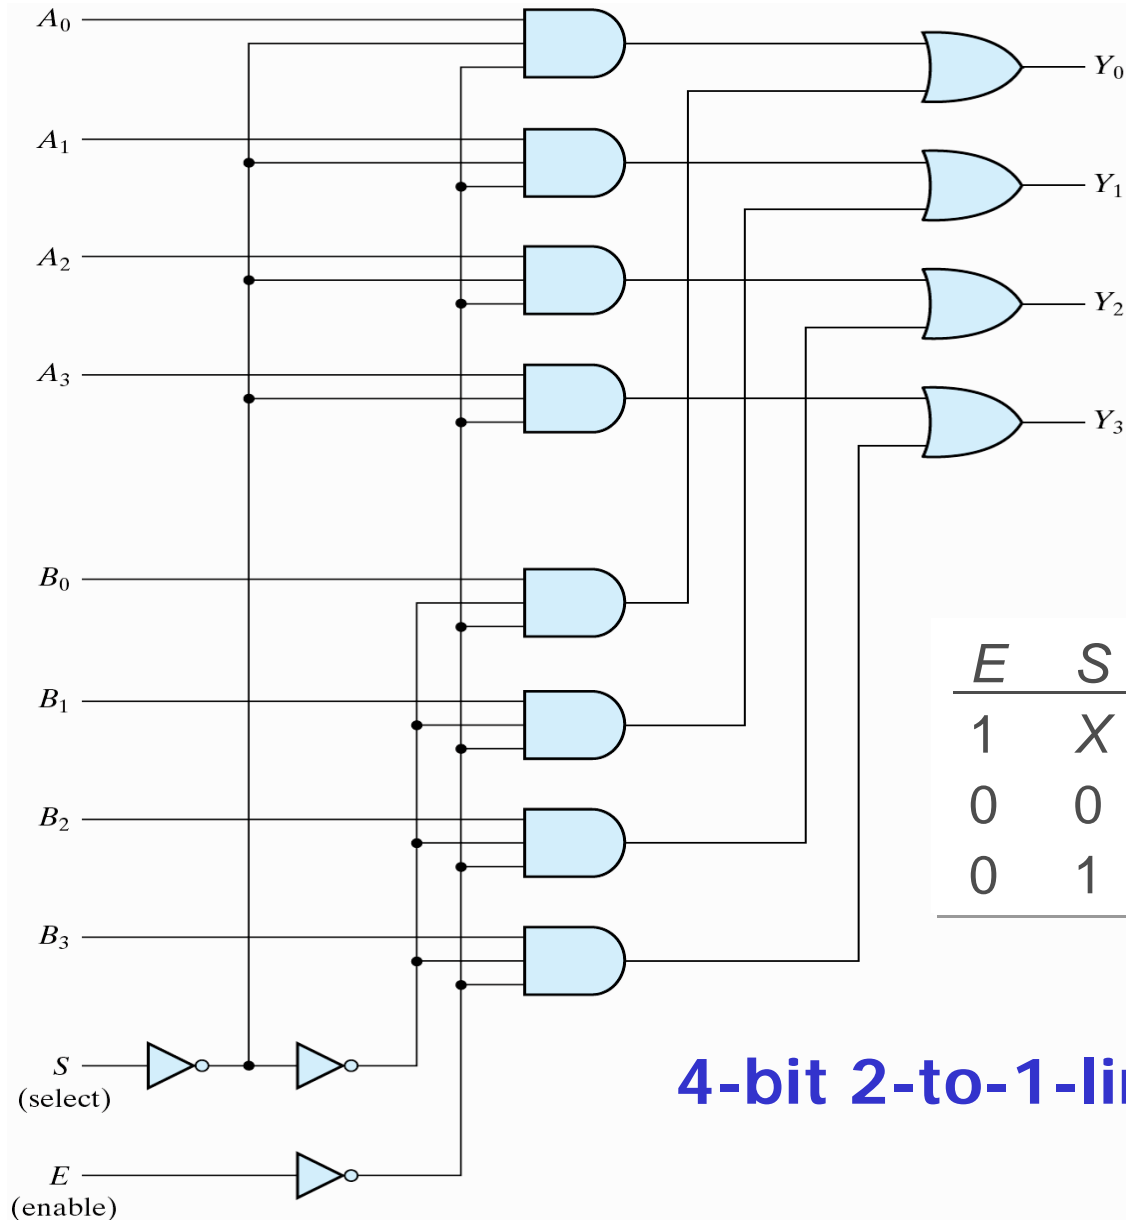 A0
Y0
A1
Y1
A2
Y2
A3
Y3
B0
B1
B2
B3
E S
1 X
0 0
0 1
S
(select)
4-bit 2-to-1-lin
E
(enable)